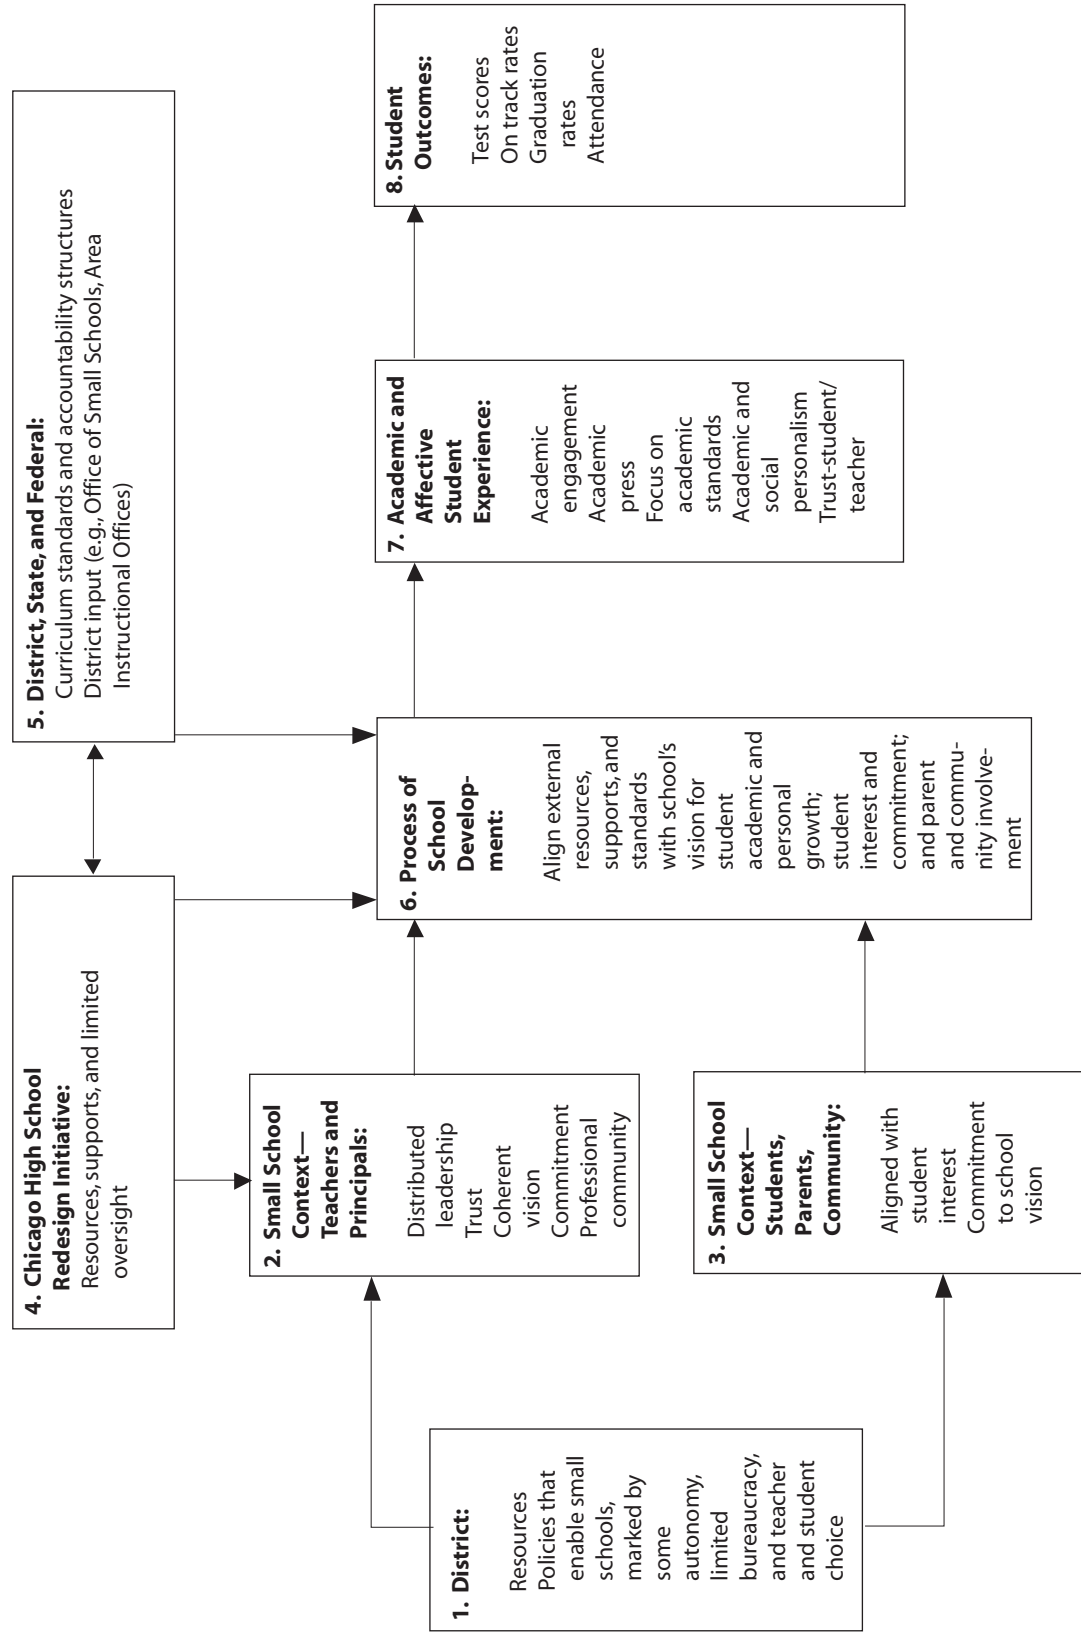 4. Chicago High School
Redesign Initiative:
Resources, supports, and limited
oversight
5. District, State, and Federal:
Curriculum standards and accountability structures
District input (e.g., Office of Small Schools, Area
Instructional Offices)
1. District:
Resources
Policies that
enable small
schools,
marked by
some
autonomy,
limited
bureaucracy,
and teacher
and student
choice
2. Small School
Context—
Teachers and
Principals:
Distributed
leadership
Trust
Coherent
vision
Commitment
Professional
community
3. Small School
Context—
Students,
Parents,
Community:
Aligned with
student
interest
Commitment
to school
vision
6. Process of
School
Develop-
ment:
Align external
resources,
supports, and
standards
with school's
vision for
student
academic and
personal
growth;
student
interest and
commitment;
and parent
and commu-
nity involve-
ment
7. Academic and
Affective
Student
Experience:
Academic
engagement
Academic
press
Focus on
academic
standards
Academic and
social
personalism
Trust-student/
teacher
8. Student
Outcomes:
Test scores
On track rates
Graduation
rates
Attendance